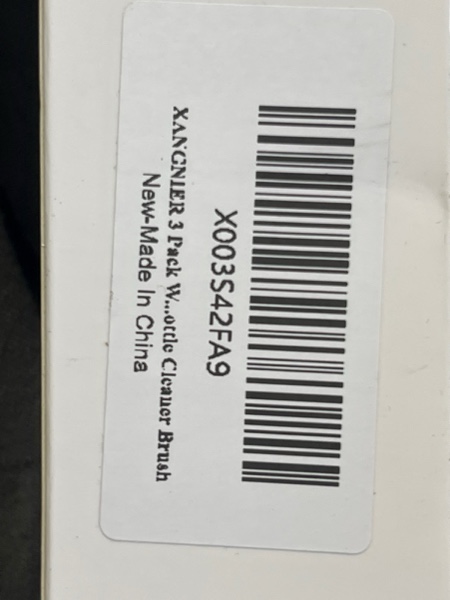 X003S42FA9
XANGNIER 3 Pack W...ottle Cleaner Brush
New-Made In China